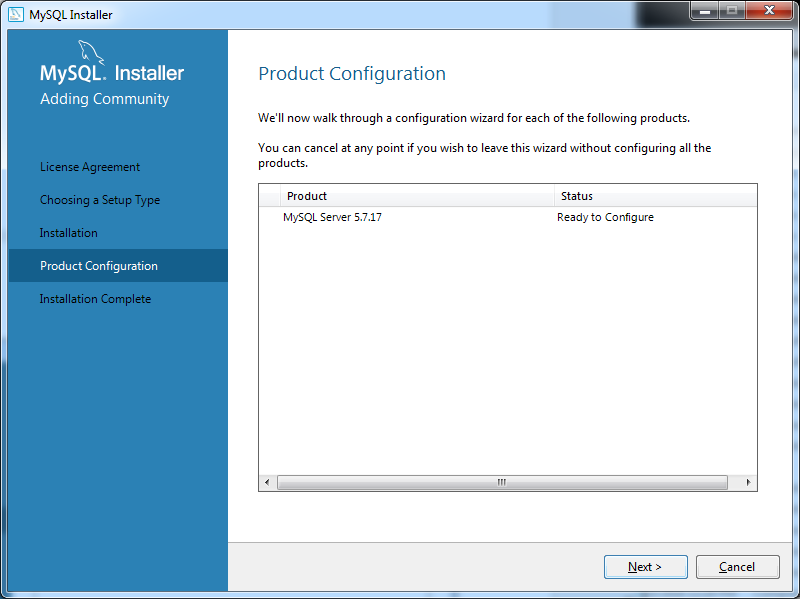 MySQL Installer
MySQL. Installer
Adding Community
License Agreement
Choosing a Setup Type
Installation
Product Configuration
Installation Complete
Product Configuration
We'll now walk through a configuration wizard for each of the following products.
You can cancel at any point if you wish to leave this wizard without configuring all the
products.
Product Status
MySQL Server 5.7.17 Ready to Configure
Next > Cancel